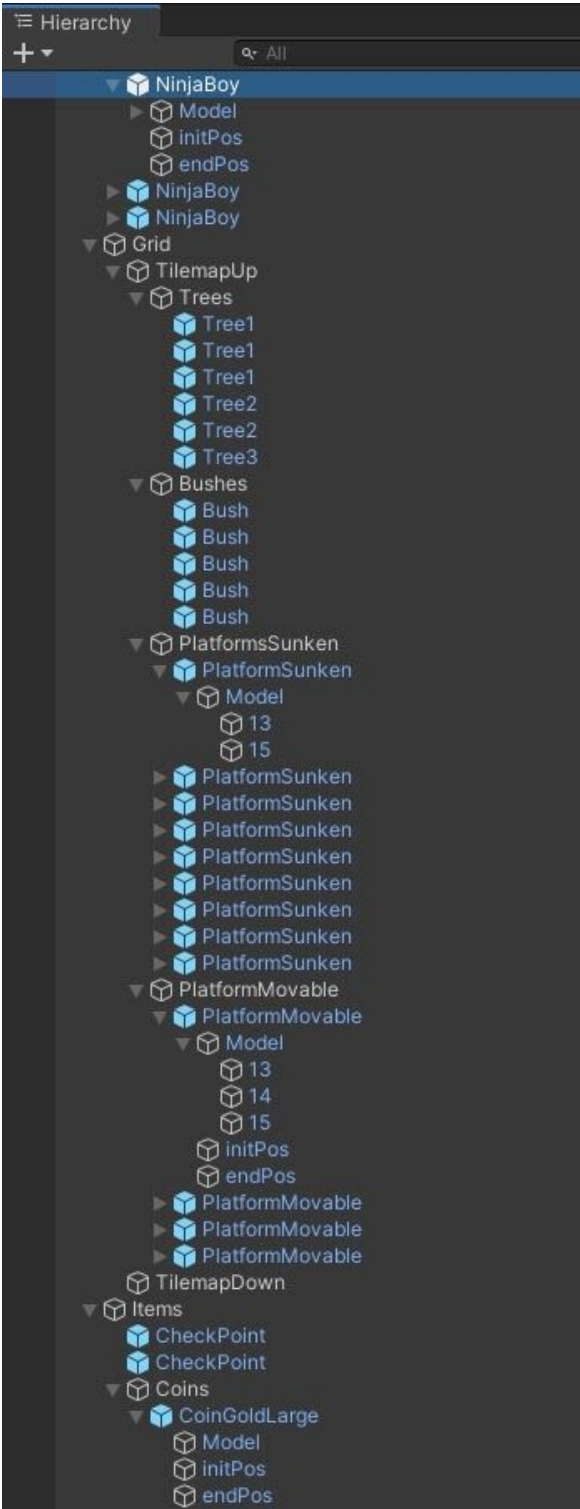 Hierarchy
All
NinjaBoy
Model
initPos
endPos
NinjaBoy
NinjaBoy
Grid
TilemapUp
Trees
Tree1
Tree1
Tree1
Tree2
Tree2
Tree3
Bushes
Bush
Bush
Bush
Bush
Bush
PlatformsSunken
PlatformSunken
Model
13
15
PlatformSunken
PlatformSunken
PlatformSunken
PlatformSunken
PlatformSunken
PlatformSunken
PlatformSunken
PlatformSunken
PlatformMovable
PlatformMovable
Model
13
14
15
initPos
endPos
PlatformMovable
PlatformMovable
PlatformMovable
TilemapDown
Items
CheckPoint
CheckPoint
Coins
CoinGoldLarge
Model
initPos
endPos